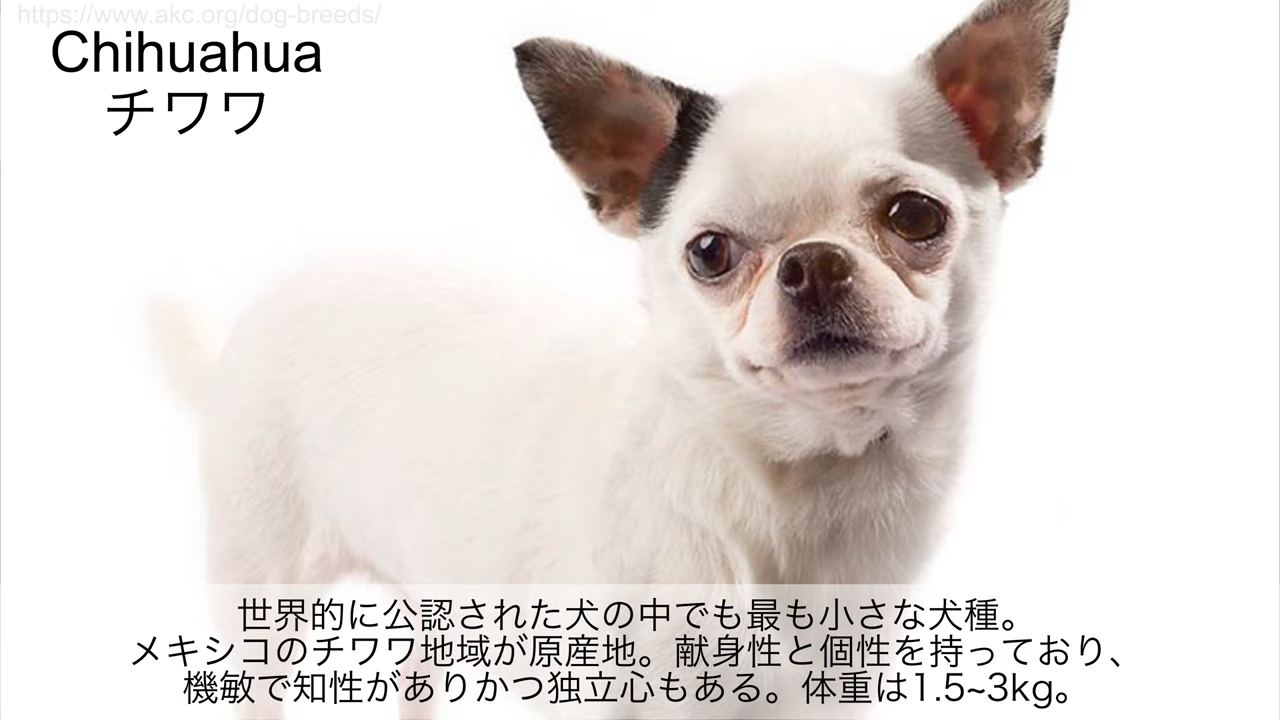 https://www.akc.org/dog-breeds/
Chihuahua
チワワ
世界的に公認された犬の中でも最も小さな犬種。
メキシコのチワワ地域が原産地。献身性と個性を持っており、
機敏で知性がありかつ独立心もある。体重は1.5~3kg。